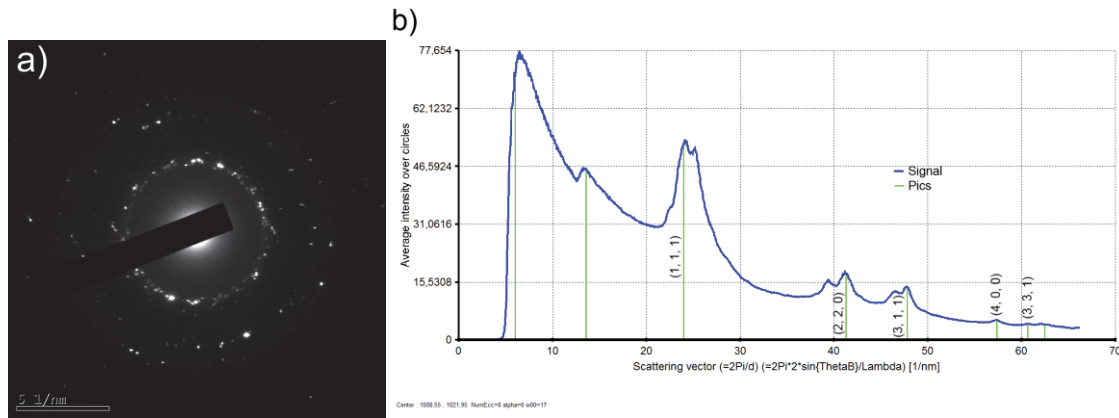 a)
5 1/nm
b)
Average intensity over circles
77,654
62,1232
46,5924
31,0616
15,5308
0
0
10
20
30
40
50
60
70
(1, 1, 1)
(2, 2, 0)
(3, 1, 1)
(4, 0, 0)
(3, 3, 1)
Signal
Pics
Scattering vector (=2Pi/d) (=2Pi*2*sin{ThetaB}/Lambda) [1/nm]
Center : 1008,55 , 1021,95 NumEcc=0 alpha=0 w00=17